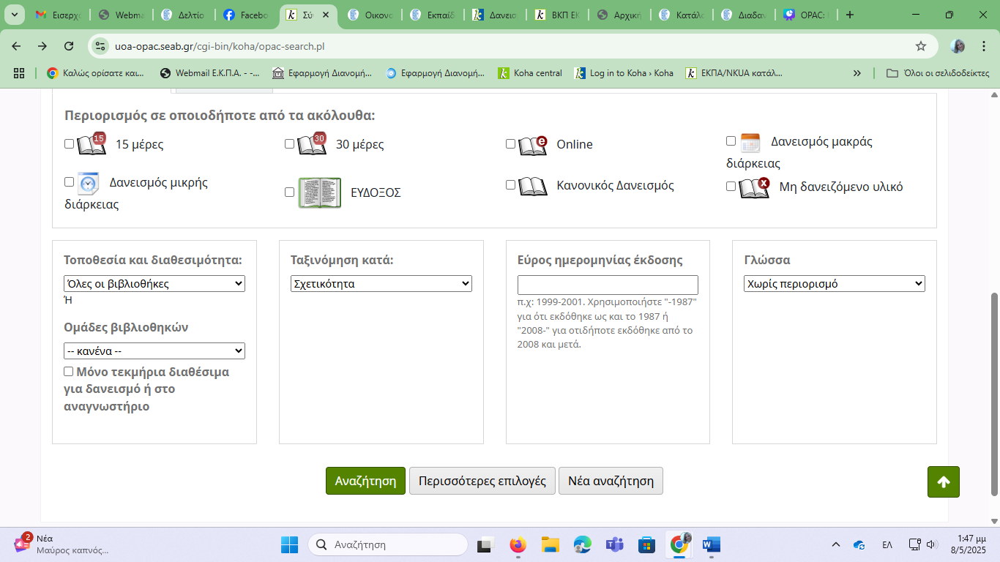 Εισερχ
Webma
Δελτίο
Facebo
Σύν
Οικονο
Εκπαίδ
Δανεισ
ΒΚΠ ΕΚ
Αρχική
Κατάλο
Διαδαν
OPAC:
uoa-opac.seab.gr/cgi-bin/koha/opac-search.pl
Καλώς ορίσατε και...
Webmail Ε.Κ.Π.Α. - -...
Εφαρμογή Διανομή...
Εφαρμογή Διανομή...
Koha central
Log in to Koha › Koha
ΕΚΠΑ/NKUA κατάλ...
Όλοι οι σελιδοδείκτες
Περιορισμός σε οποιοδήποτε από τα ακόλουθα:
15 15 μέρες
30 30 μέρες
e Online
Δανεισμός μακράς
διάρκειας
Δανεισμός μικρής
διάρκειας
ΕΥΔΟΞΟΣ
Κανονικός Δανεισμός
x Μη δανειζόμενο υλικό
Τοποθεσία και διαθεσιμότητα:
Όλες οι βιβλιοθήκες
Ή
Ομάδες βιβλιοθηκών
-- κανένα --
Μόνο τεκμήρια διαθέσιμα
για δανεισμό ή στο
αναγνωστήριο
Ταξινόμηση κατά:
Σχετικότητα
Εύρος ημερομηνίας έκδοσης
π.χ: 1999-2001. Χρησιμοποιήστε "-1987"
για ότι εκδόθηκε ως και το 1987 ή
"2008-" για οτιδήποτε εκδόθηκε από το
2008 και μετά.
Γλώσσα
Χωρίς περιορισμό
Αναζήτηση
Περισσότερες επιλογές
Νέα αναζήτηση
2
Νέα
Μαύρος καπνός...
Αναζήτηση
ΕΛ
1:47 μμ
8/5/2025